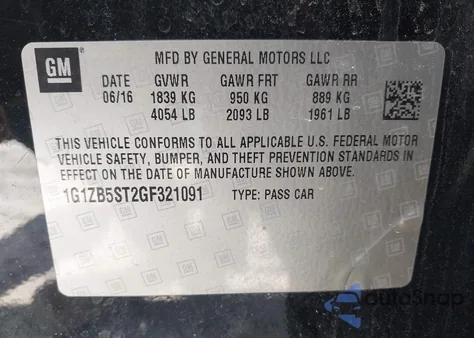 GM
MFD BY GENERAL MOTORS LLC
DATE GVWR GAWR FRT GAWR RR
06/16 1839 KG 950 KG 889 KG
4054 LB 2093 LB 1961 LB
THIS VEHICLE CONFORMS TO ALL APPLICABLE U.S. FEDERAL MOTOR
VEHICLE SAFETY, BUMPER, AND THEFT PREVENTION STANDARDS
IN EFFECT ON THE DATE OF MANUFACTURE SHOWN ABOVE.
1G1ZB5ST2GF321091 TYPE: PASS CAR
AutoSnap